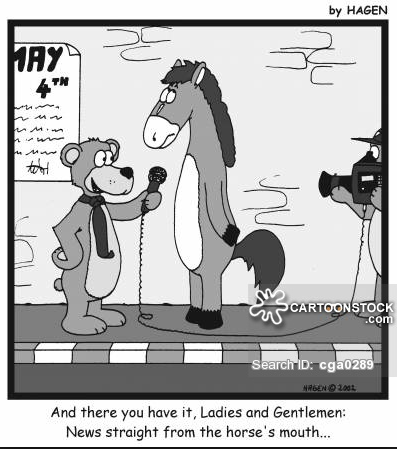 by HAGEN
MAY
4TH
CARTOONSTOCK
.com
Search ID: cga0289
HAGEN © 2002
And there you have it, Ladies and Gentlemen:
News straight from the horse's mouth...